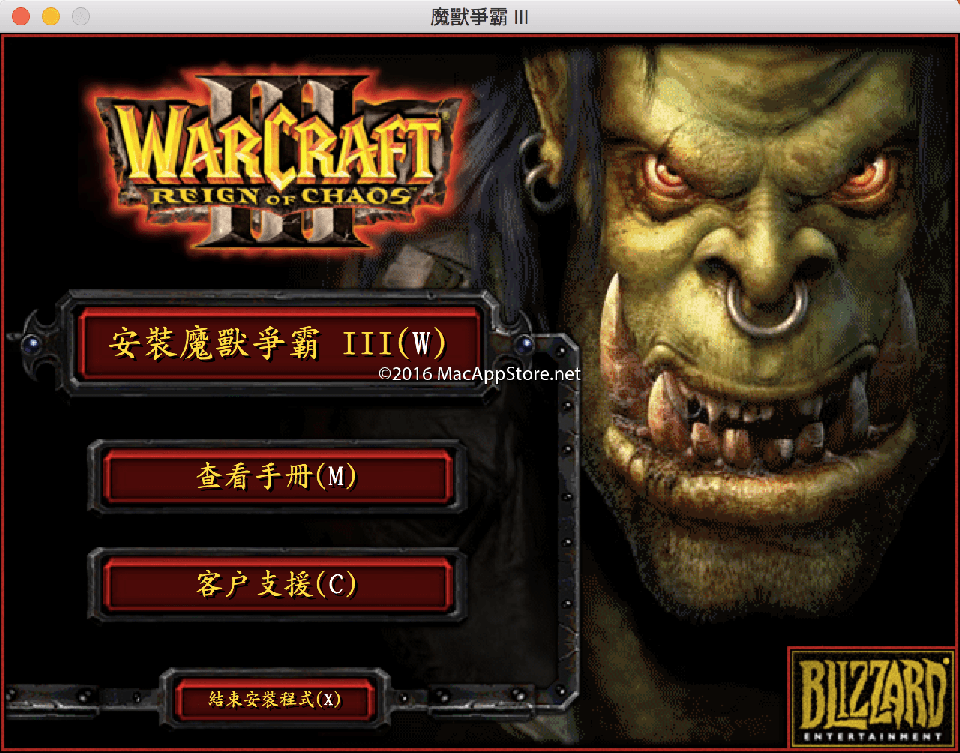 魔獸爭霸 III
WARCRAFT
III
REIGN OF CHAOS
安裝魔獸爭霸 III(W)
©2016 MacAppStore.net
查看手冊(M)
客户支援(C)
結束安裝程式(X)
BLIZZARD
ENTERTAINMENT